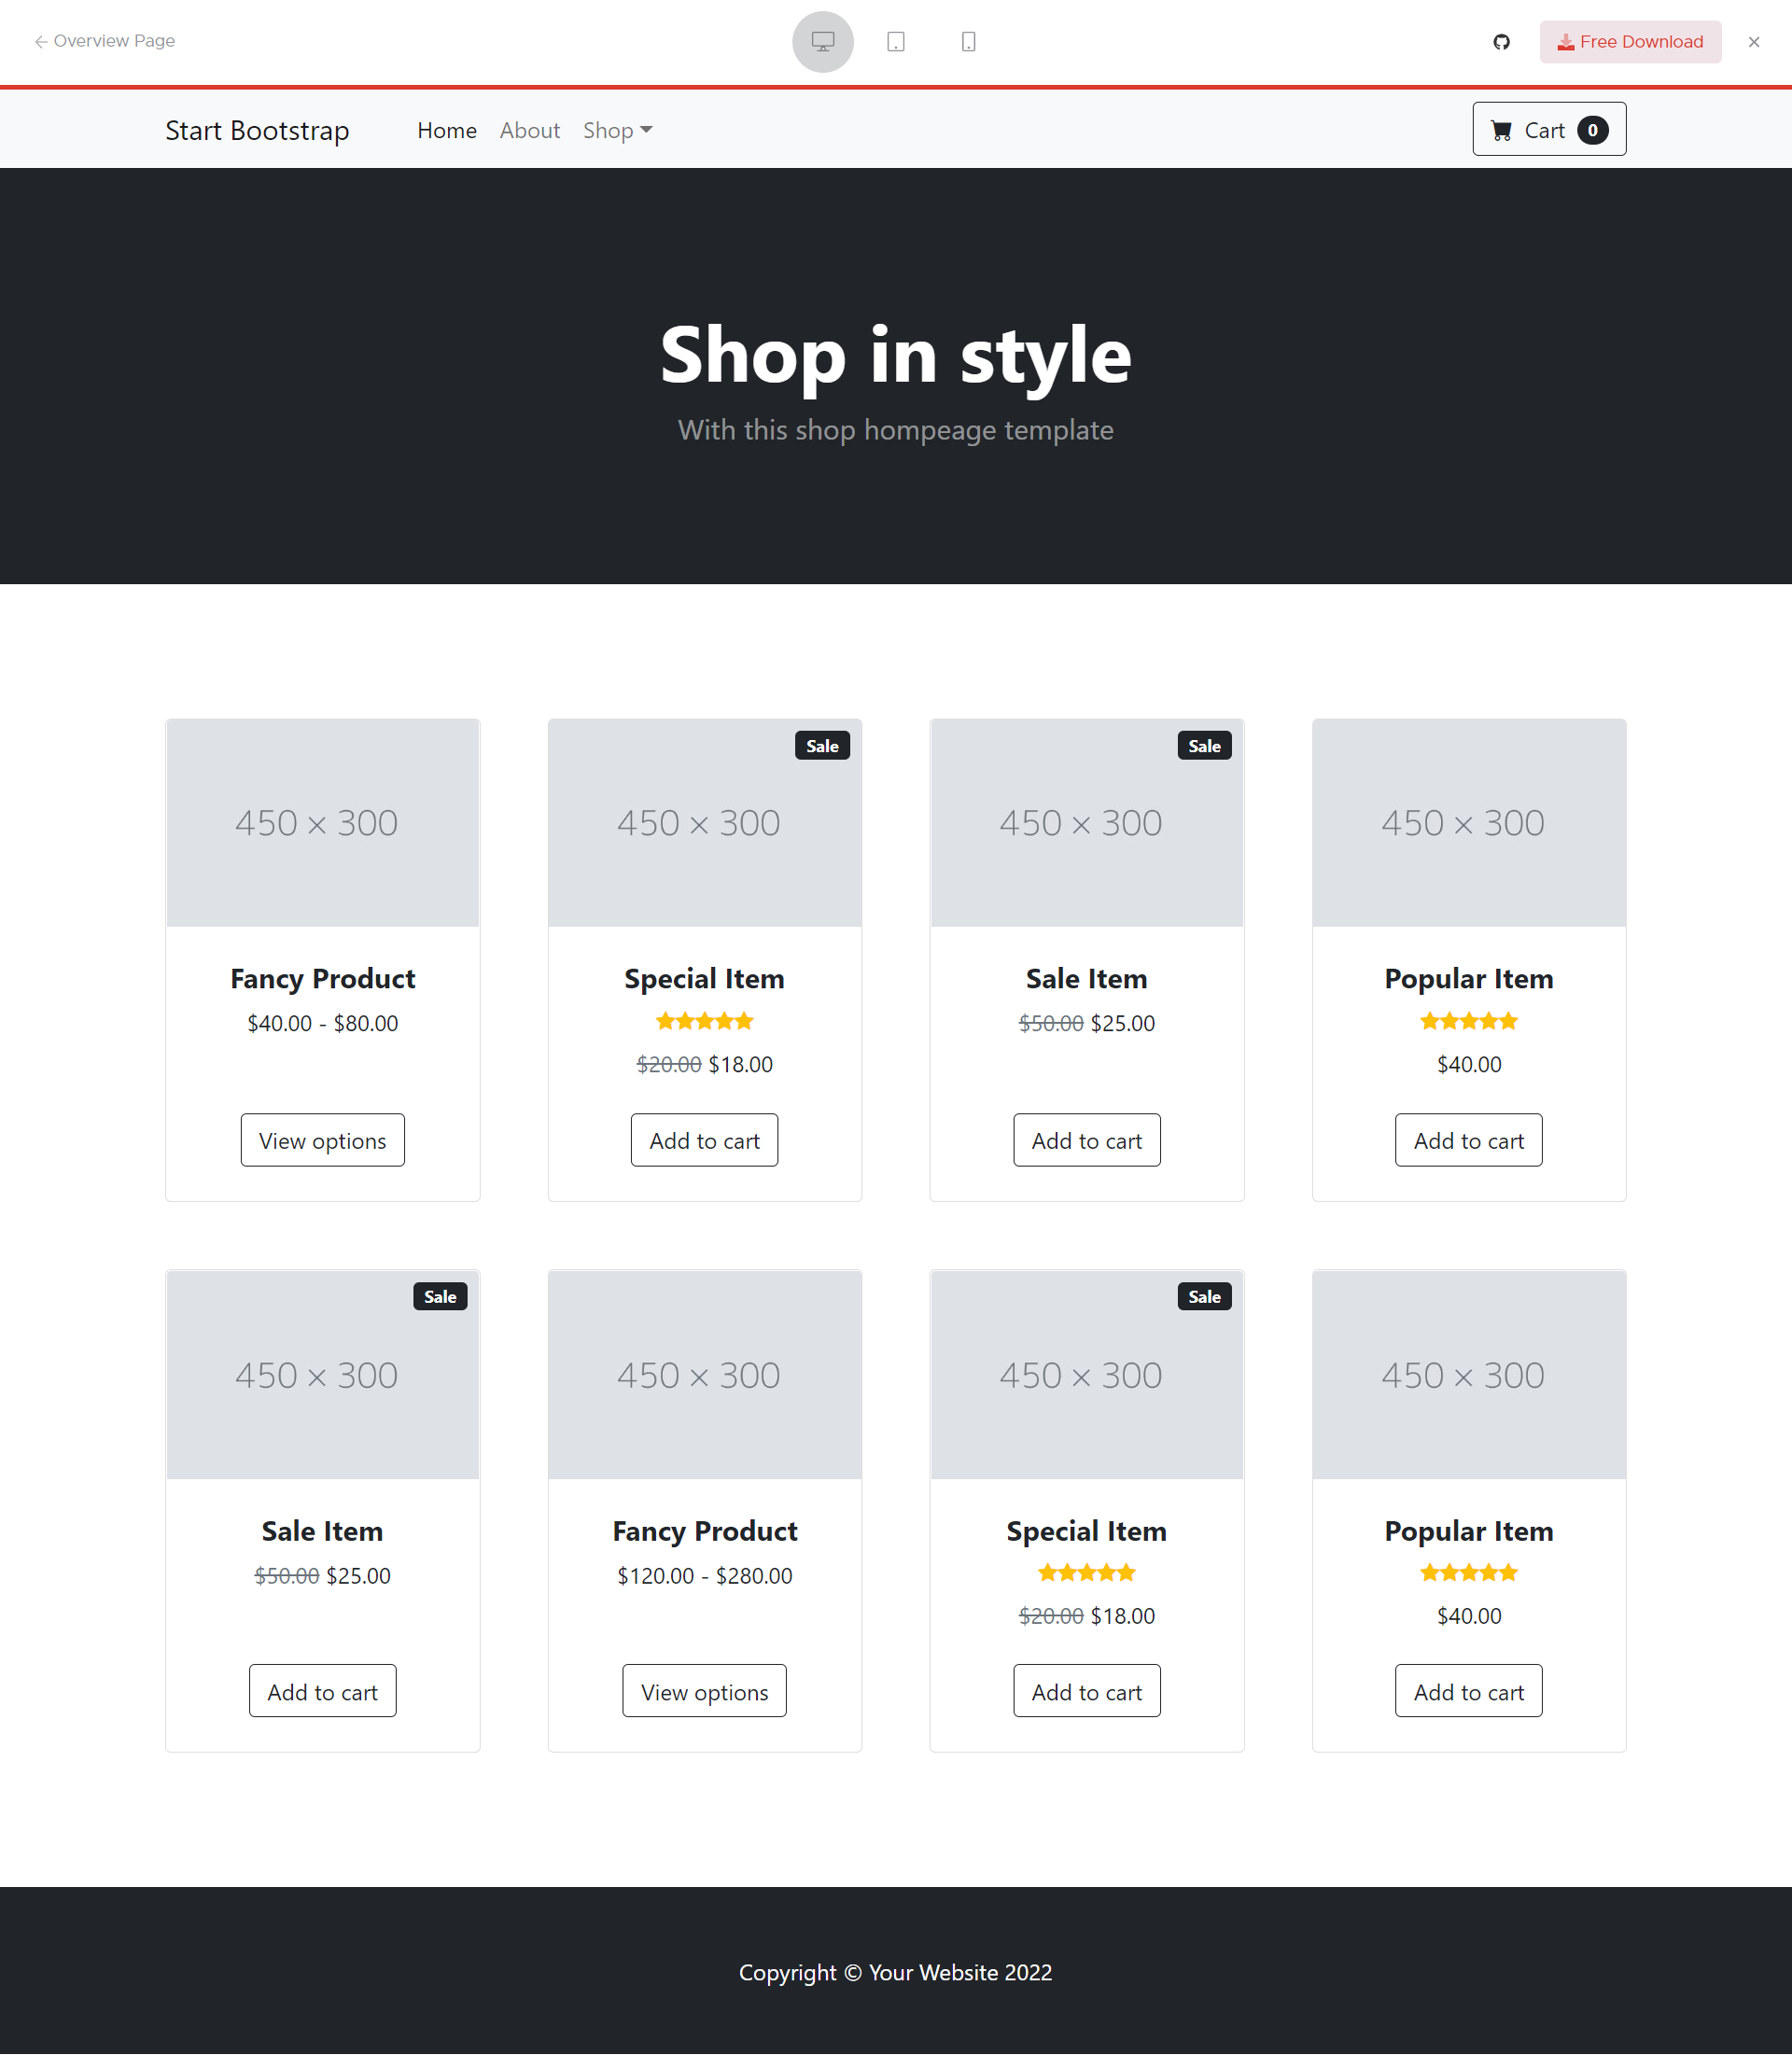 Overview Page
Free Download
Start Bootstrap Home About Shop Cart 0
Shop in style
With this shop hompeage template
Sale Sale
450 × 300 450 × 300 450 × 300 450 × 300
Fancy Product Special Item Sale Item Popular Item
$40.00 - $80.00 $50.00 $25.00
$20.00 $18.00 $40.00
View options Add to cart Add to cart Add to cart
Sale Sale
450 × 300 450 × 300 450 × 300 450 × 300
Sale Item Fancy Product Special Item Popular Item
$50.00 $25.00 $120.00 - $280.00
$20.00 $18.00 $40.00
Add to cart View options Add to cart Add to cart
Copyright © Your Website 2022